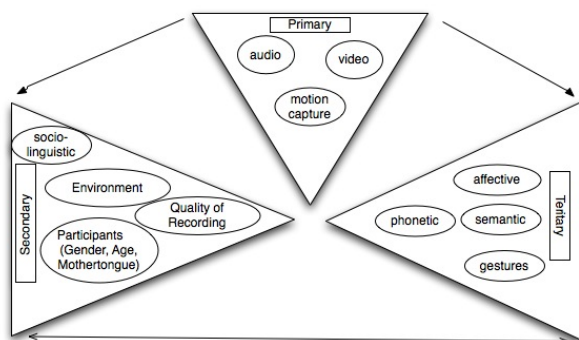 Primary
audio
video
motion
capture
socio-
linguistic
Environment
Quality of
Recording
Participants
(Gender, Age,
Mothertongue)
Secondary
affective
phonetic
semantic
gestures
Teritary